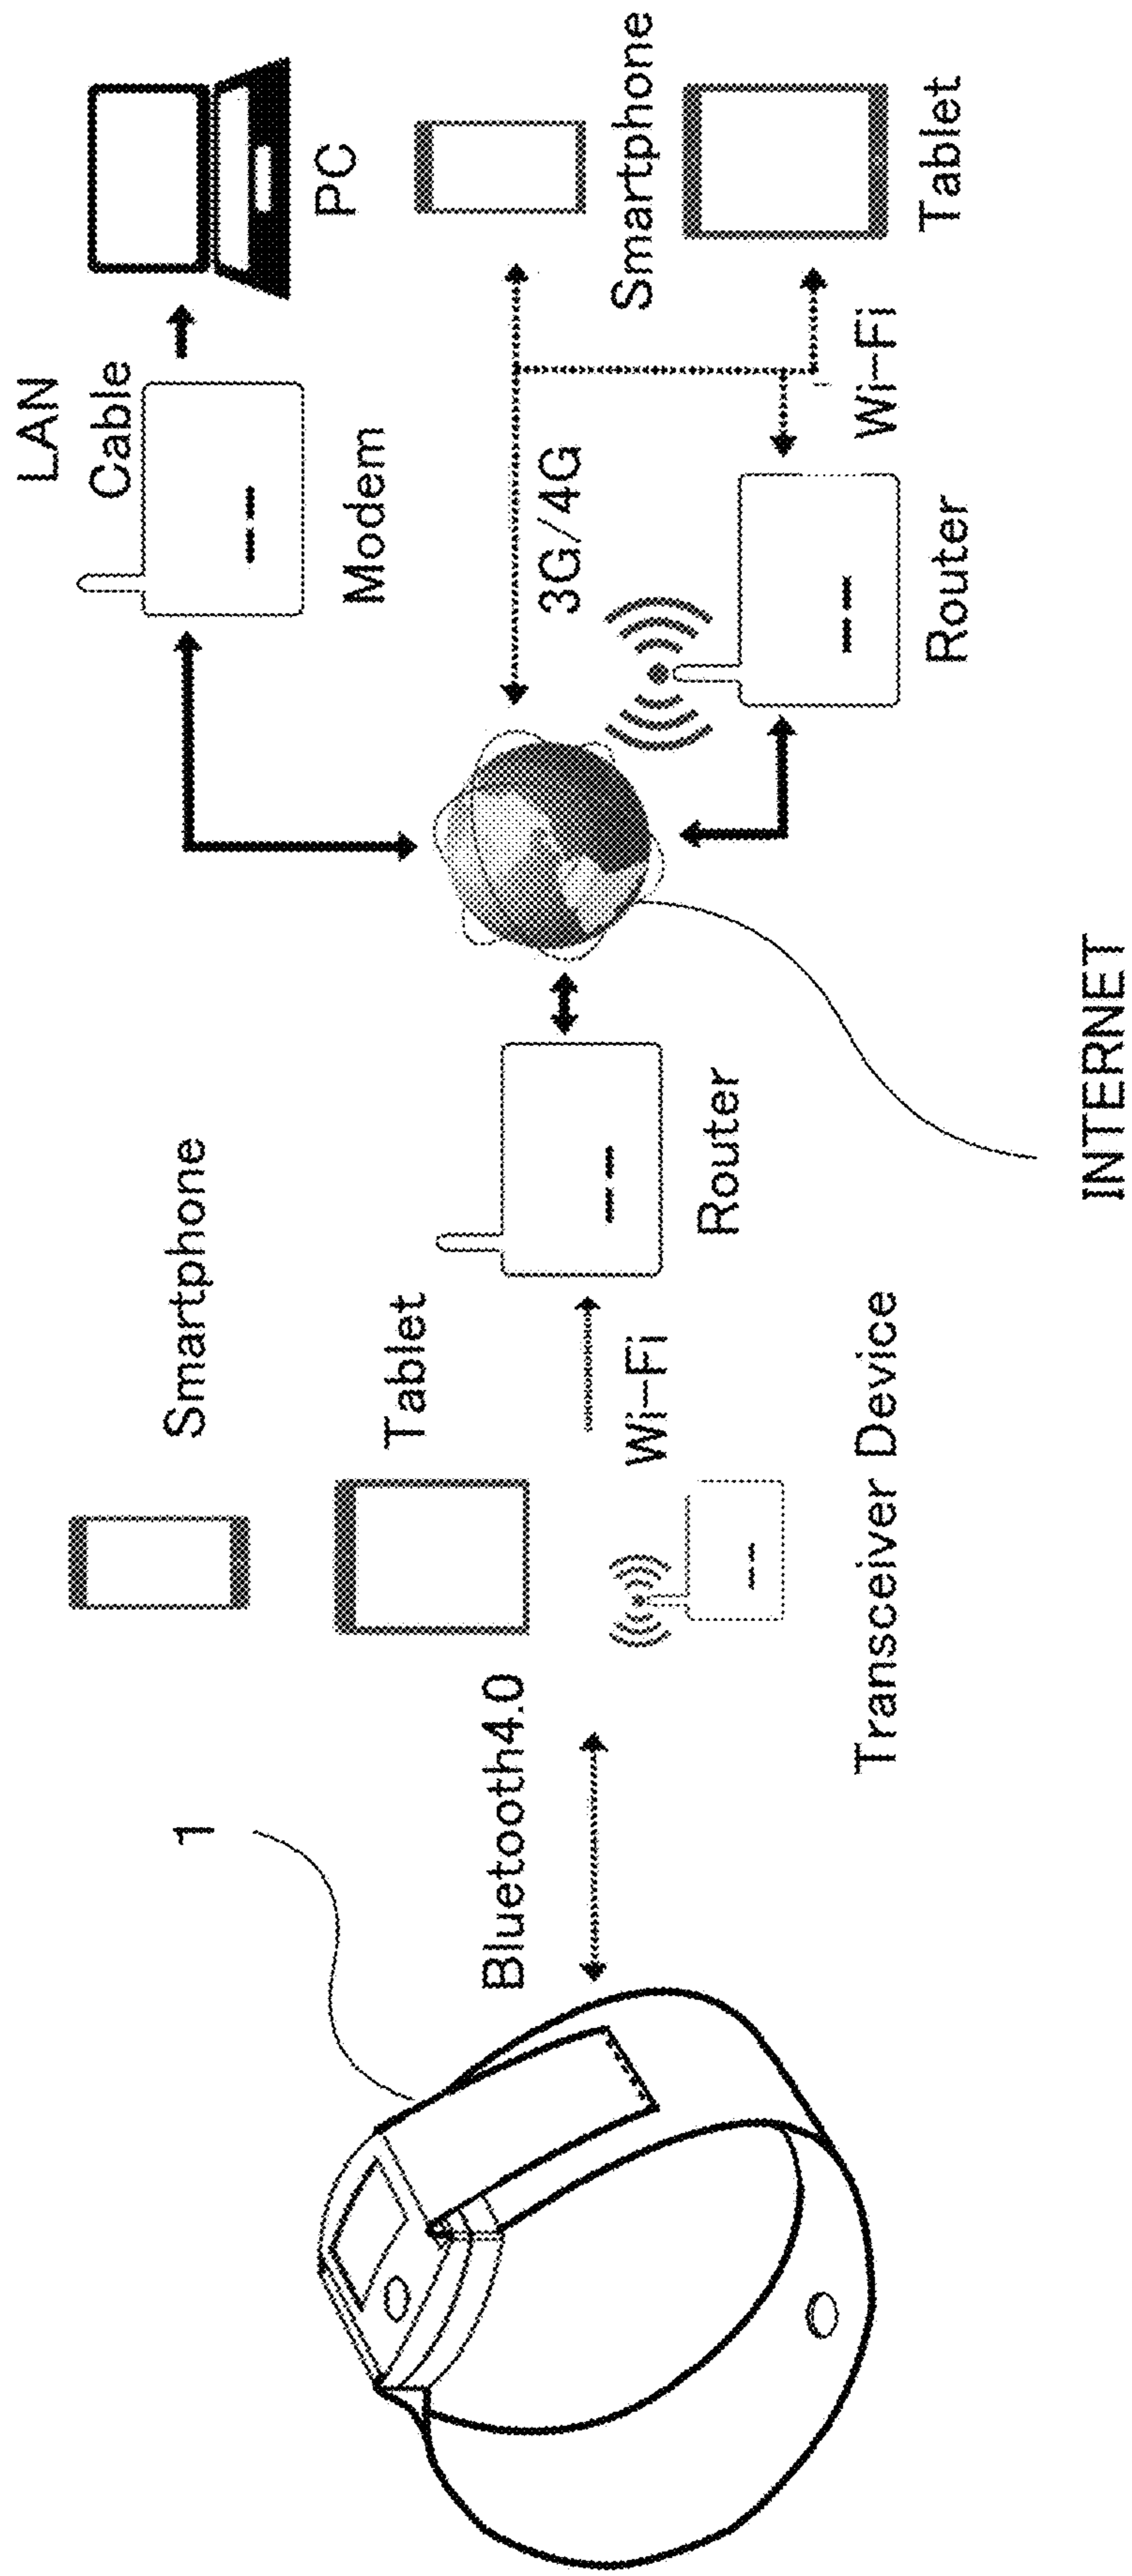 1
Bluetooth4.0
Smartphone
Tablet
Wi-Fi
Transceiver Device
Router
INTERNET
LAN
Cable
Modem
PC
3G/4G
Smartphone
Router
Wi-Fi
Tablet